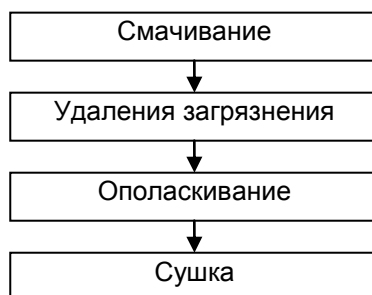 Смачивание
Удаления загрязнения
Ополаскивание
Сушка